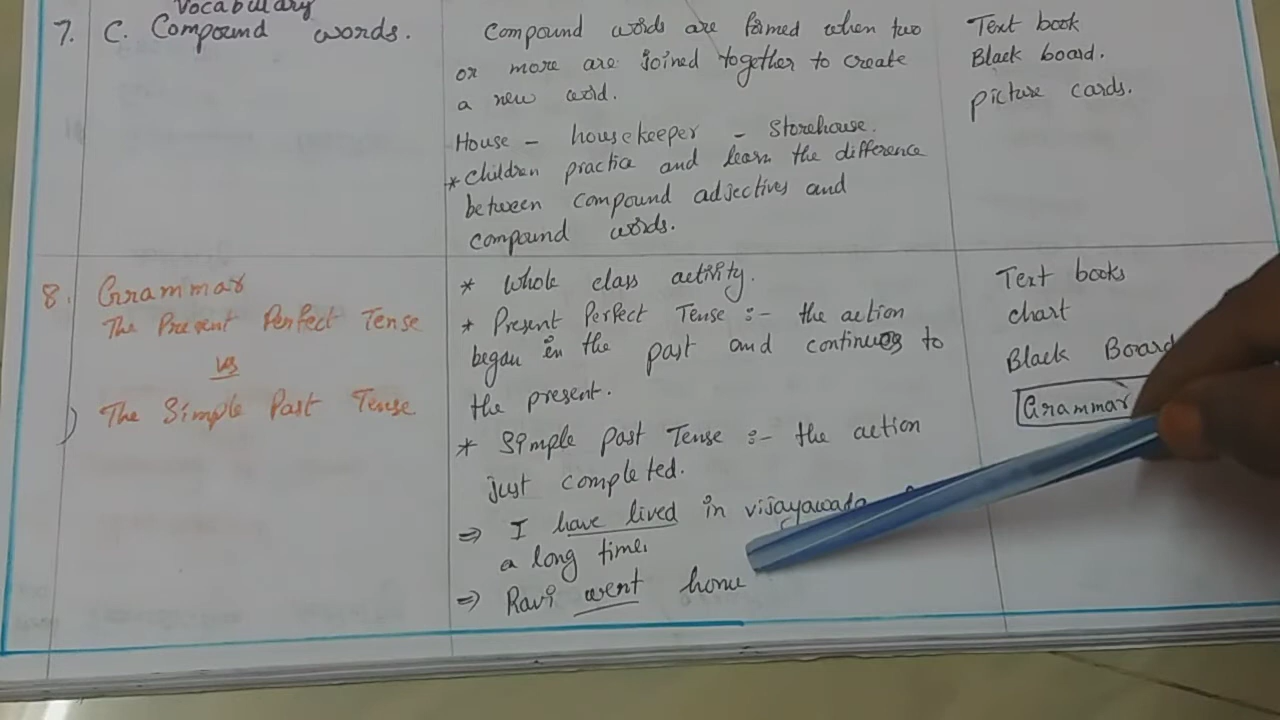 Vocabulary
7. C. Compound words.
Compound words are formed when two
or more are joined together to create
a new word.
House - housekeeper - Storehouse.
* children practice and learn the difference
between compound adjectives and
compound words.
Text book
Black board.
picture cards.
8. Grammar
The Present Perfect Tense
vs
The Simple Past Tense.
* Whole class activity.
* Present Perfect Tense :- the action
began in the past and continues to
the present.
* Simple Past Tense :- the action
just completed.
⇒ I have lived in vijayawada
a long time.
⇒ Ravi went home
Text books
chart
Black Board
Grammar